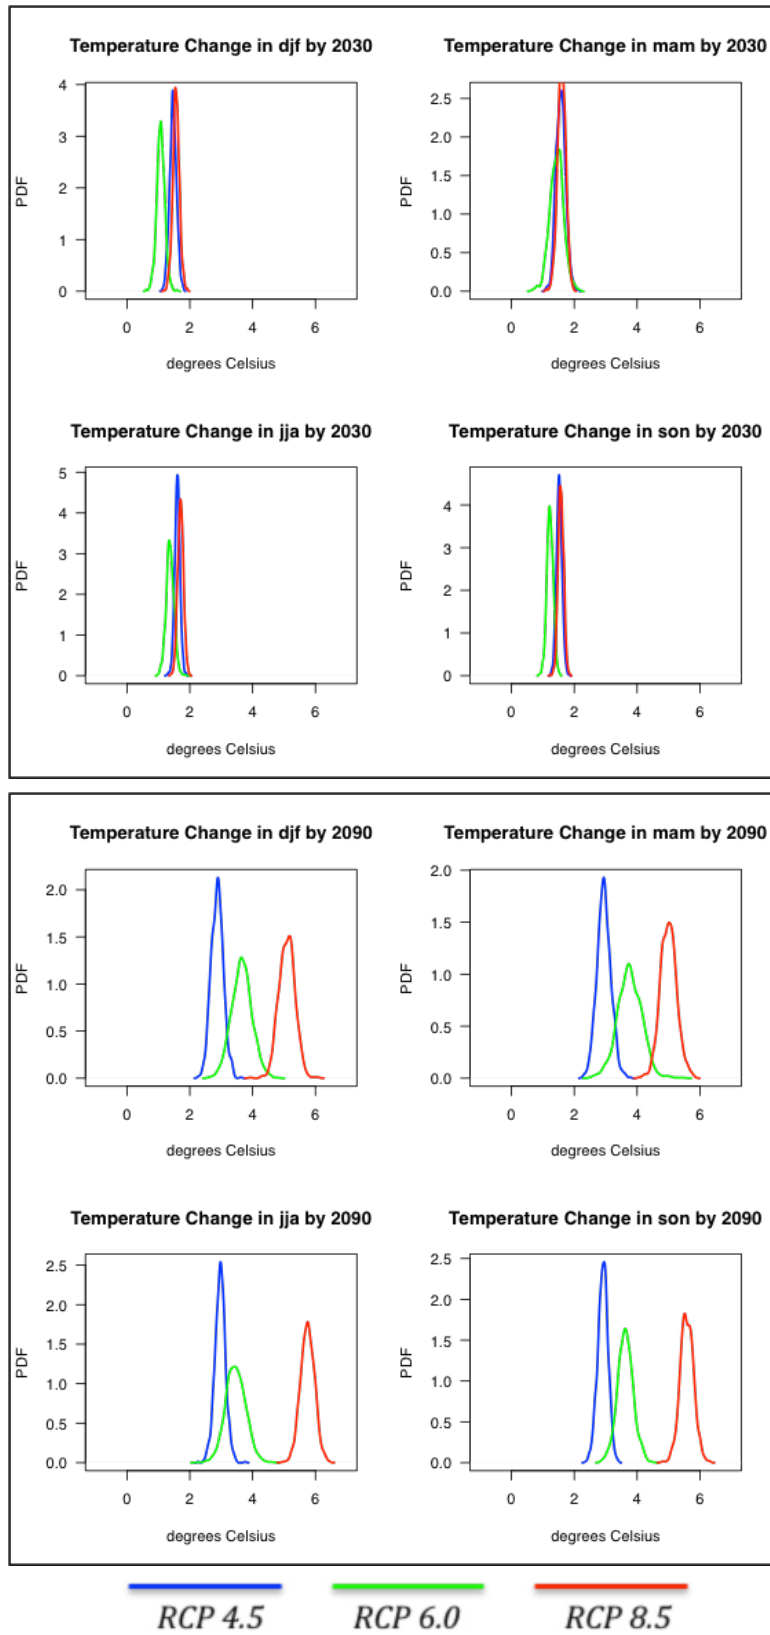 Temperature Change in djf by 2030
PDF
4
3
2
1
0
0 2 4 6
degrees Celsius
Temperature Change in mam by 2030
PDF
2.5
2.0
1.5
1.0
0.5
0.0
0 2 4 6
degrees Celsius
Temperature Change in jja by 2030
PDF
5
4
3
2
1
0
0 2 4 6
degrees Celsius
Temperature Change in son by 2030
PDF
4
3
2
1
0
0 2 4 6
degrees Celsius
Temperature Change in djf by 2090
PDF
2.0
1.5
1.0
0.5
0.0
0 2 4 6
degrees Celsius
Temperature Change in mam by 2090
PDF
2.0
1.5
1.0
0.5
0.0
0 2 4 6
degrees Celsius
Temperature Change in jja by 2090
PDF
2.5
2.0
1.5
1.0
0.5
0.0
0 2 4 6
degrees Celsius
Temperature Change in son by 2090
PDF
2.5
2.0
1.5
1.0
0.5
0.0
0 2 4 6
degrees Celsius
RCP 4.5 RCP 6.0 RCP 8.5